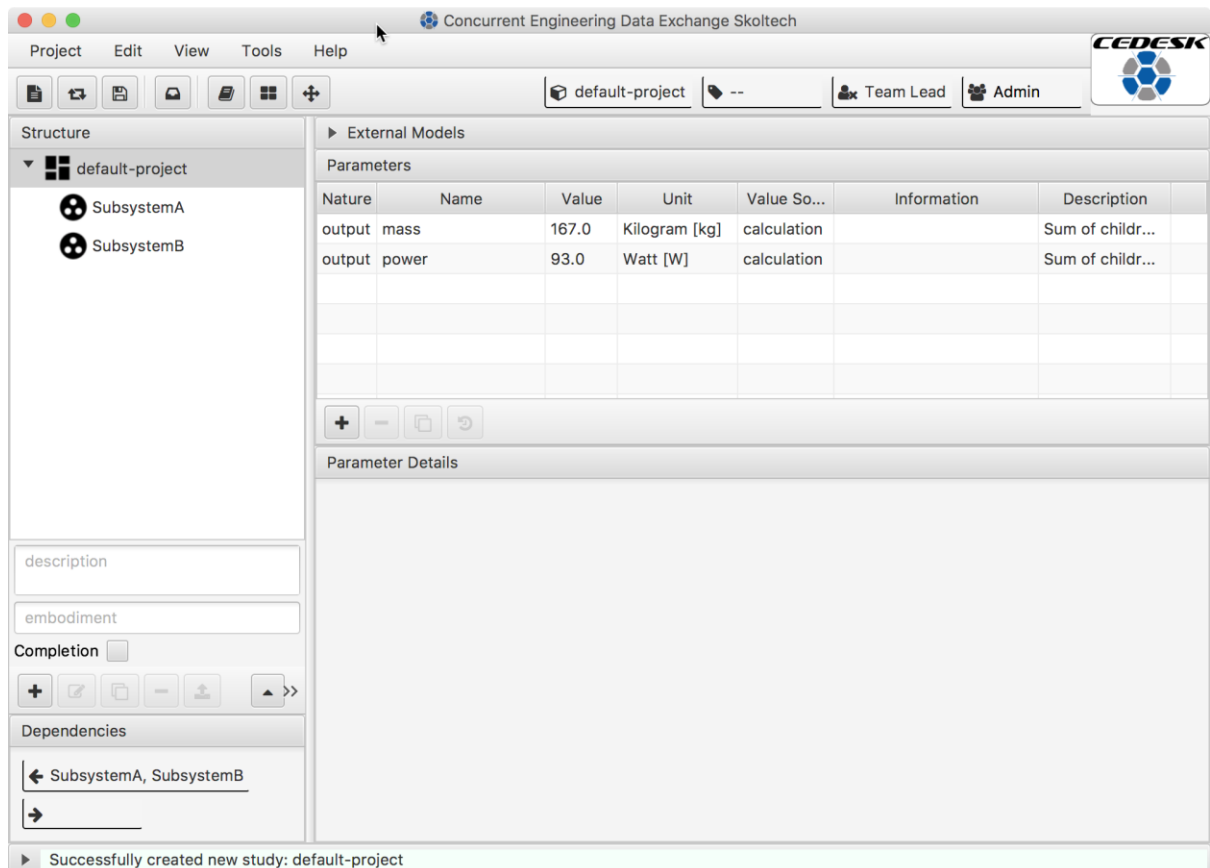 Concurrent Engineering Data Exchange Skoltech
Project Edit View Tools Help
CEDESK
default-project -- Team Lead Admin
Structure
default-project
SubsystemA
SubsystemB
description
embodiment
Completion
Dependencies
SubsystemA, SubsystemB
External Models
Parameters
Nature Name Value Unit Value So... Information Description
output mass 167.0 Kilogram [kg] calculation Sum of childr...
output power 93.0 Watt [W] calculation Sum of childr...
Parameter Details
Successfully created new study: default-project